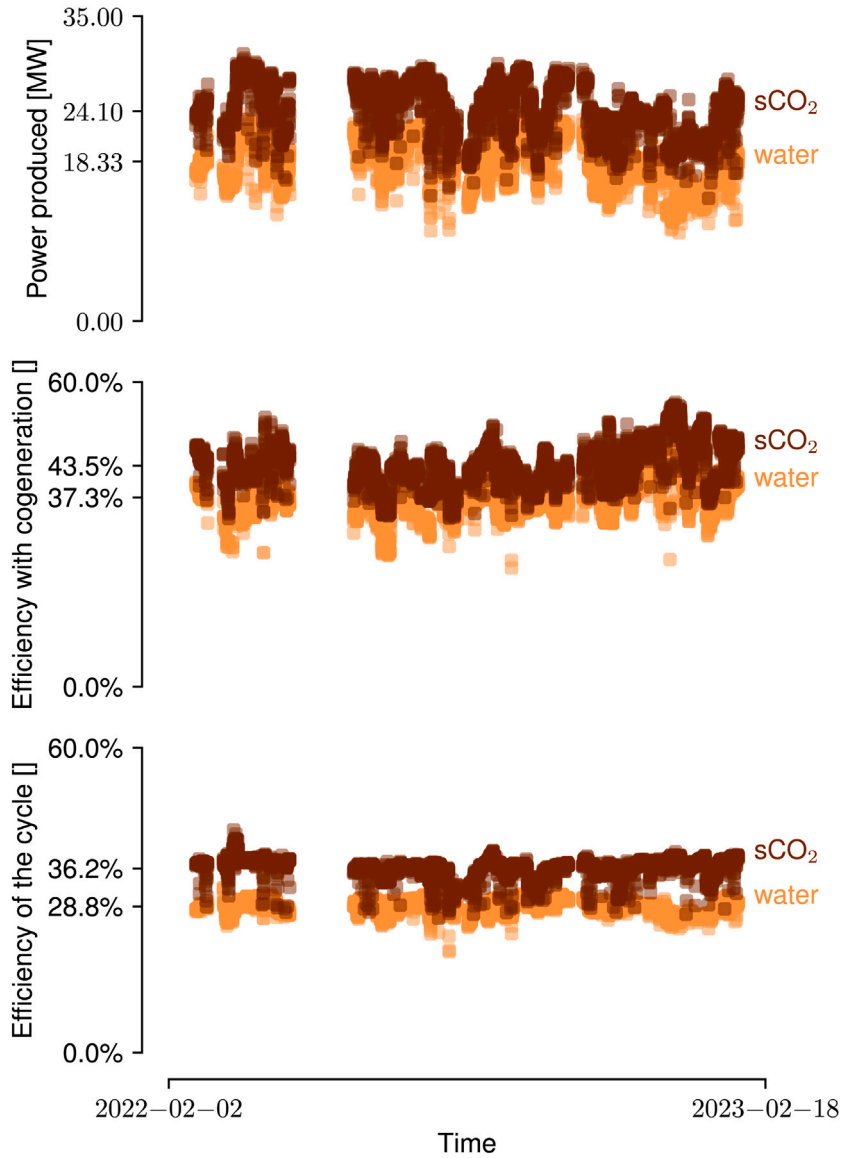 Power produced [MW]
35.00
24.10
18.33
0.00
sCO₂
water
Efficiency with cogeneration []
60.0%
43.5%
37.3%
0.0%
sCO₂
water
Efficiency of the cycle []
60.0%
36.2%
28.8%
0.0%
sCO₂
water
2022−02−02
2023−02−18
Time